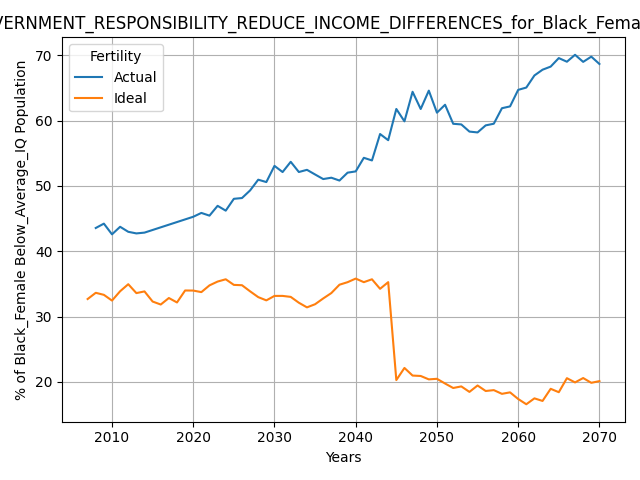 VERNMENT_RESPONSIBILITY_REDUCE_INCOME_DIFFERENCES_for_Black_Fema
Fertility
Actual
Ideal
% of Black_Female Below_Average_IQ Population
70
60
50
40
30
20
2010 2020 2030 2040 2050 2060 2070
Years